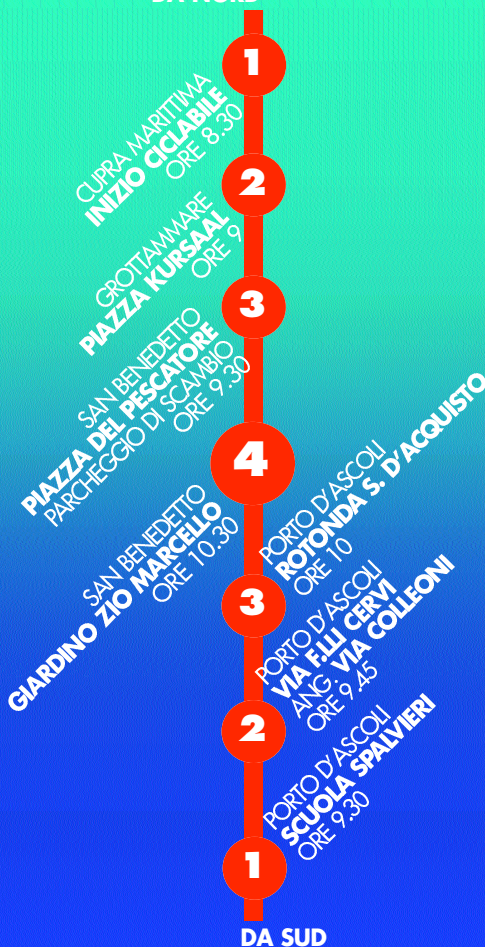 DA NORD
1
CUPRA MARITTIMA
INIZIO CICLABILE
ORE 8.30
2
GROTTAMMARE
PIAZZA KURSAAL
ORE 9
3
SAN BENEDETTO
PIAZZA DEL PESCATORE
PARCHEGGIO DI SCAMBIO
ORE 9.30
4
SAN BENEDETTO
GIARDINO ZIO MARCELLO
ORE 10.30
PORTO D'ASCOLI
ROTONDA S. D'ACQUISTO
ORE 10
3
PORTO D'ASCOLI
VIA F.LLI CERVI
ANG. VIA COLLEONI
ORE 9.45
2
PORTO D'ASCOLI
SCUOLA SPALVIERI
ORE 9.30
1
DA SUD